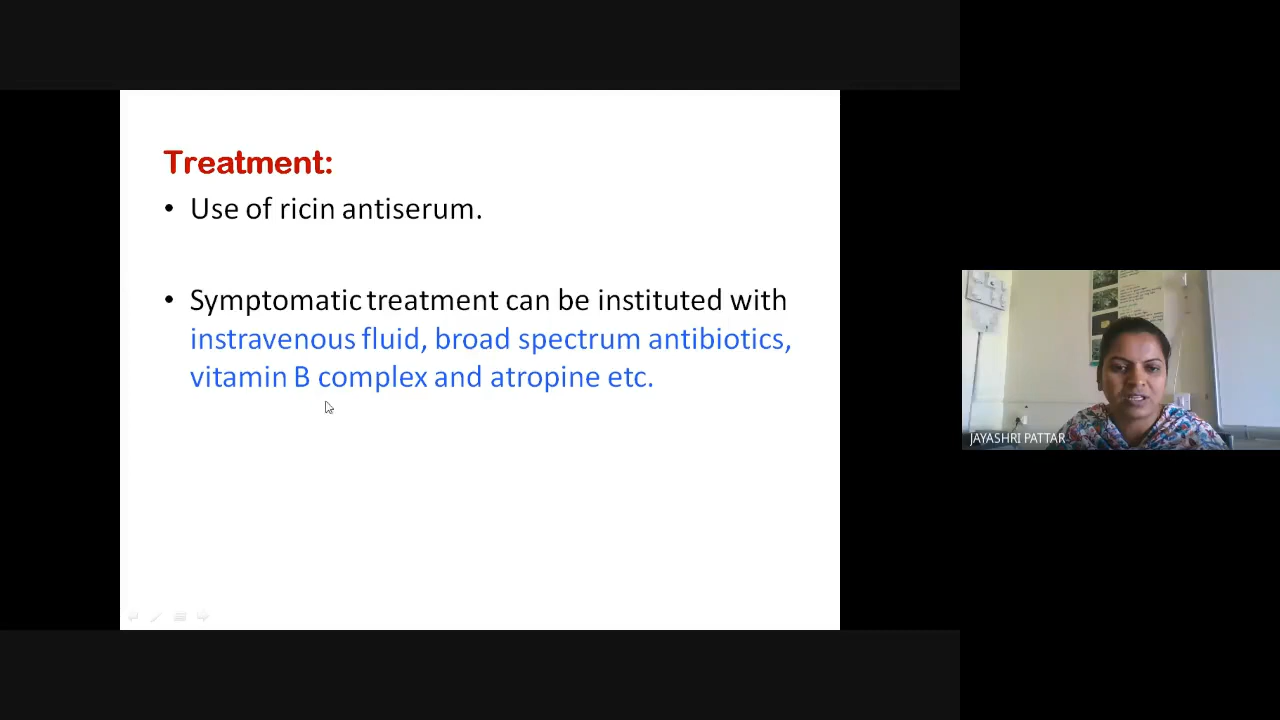 Treatment:
• Use of ricin antiserum.
• Symptomatic treatment can be instituted with
instravenous fluid, broad spectrum antibiotics,
vitamin B complex and atropine etc.
JAYASHRI PATTAR